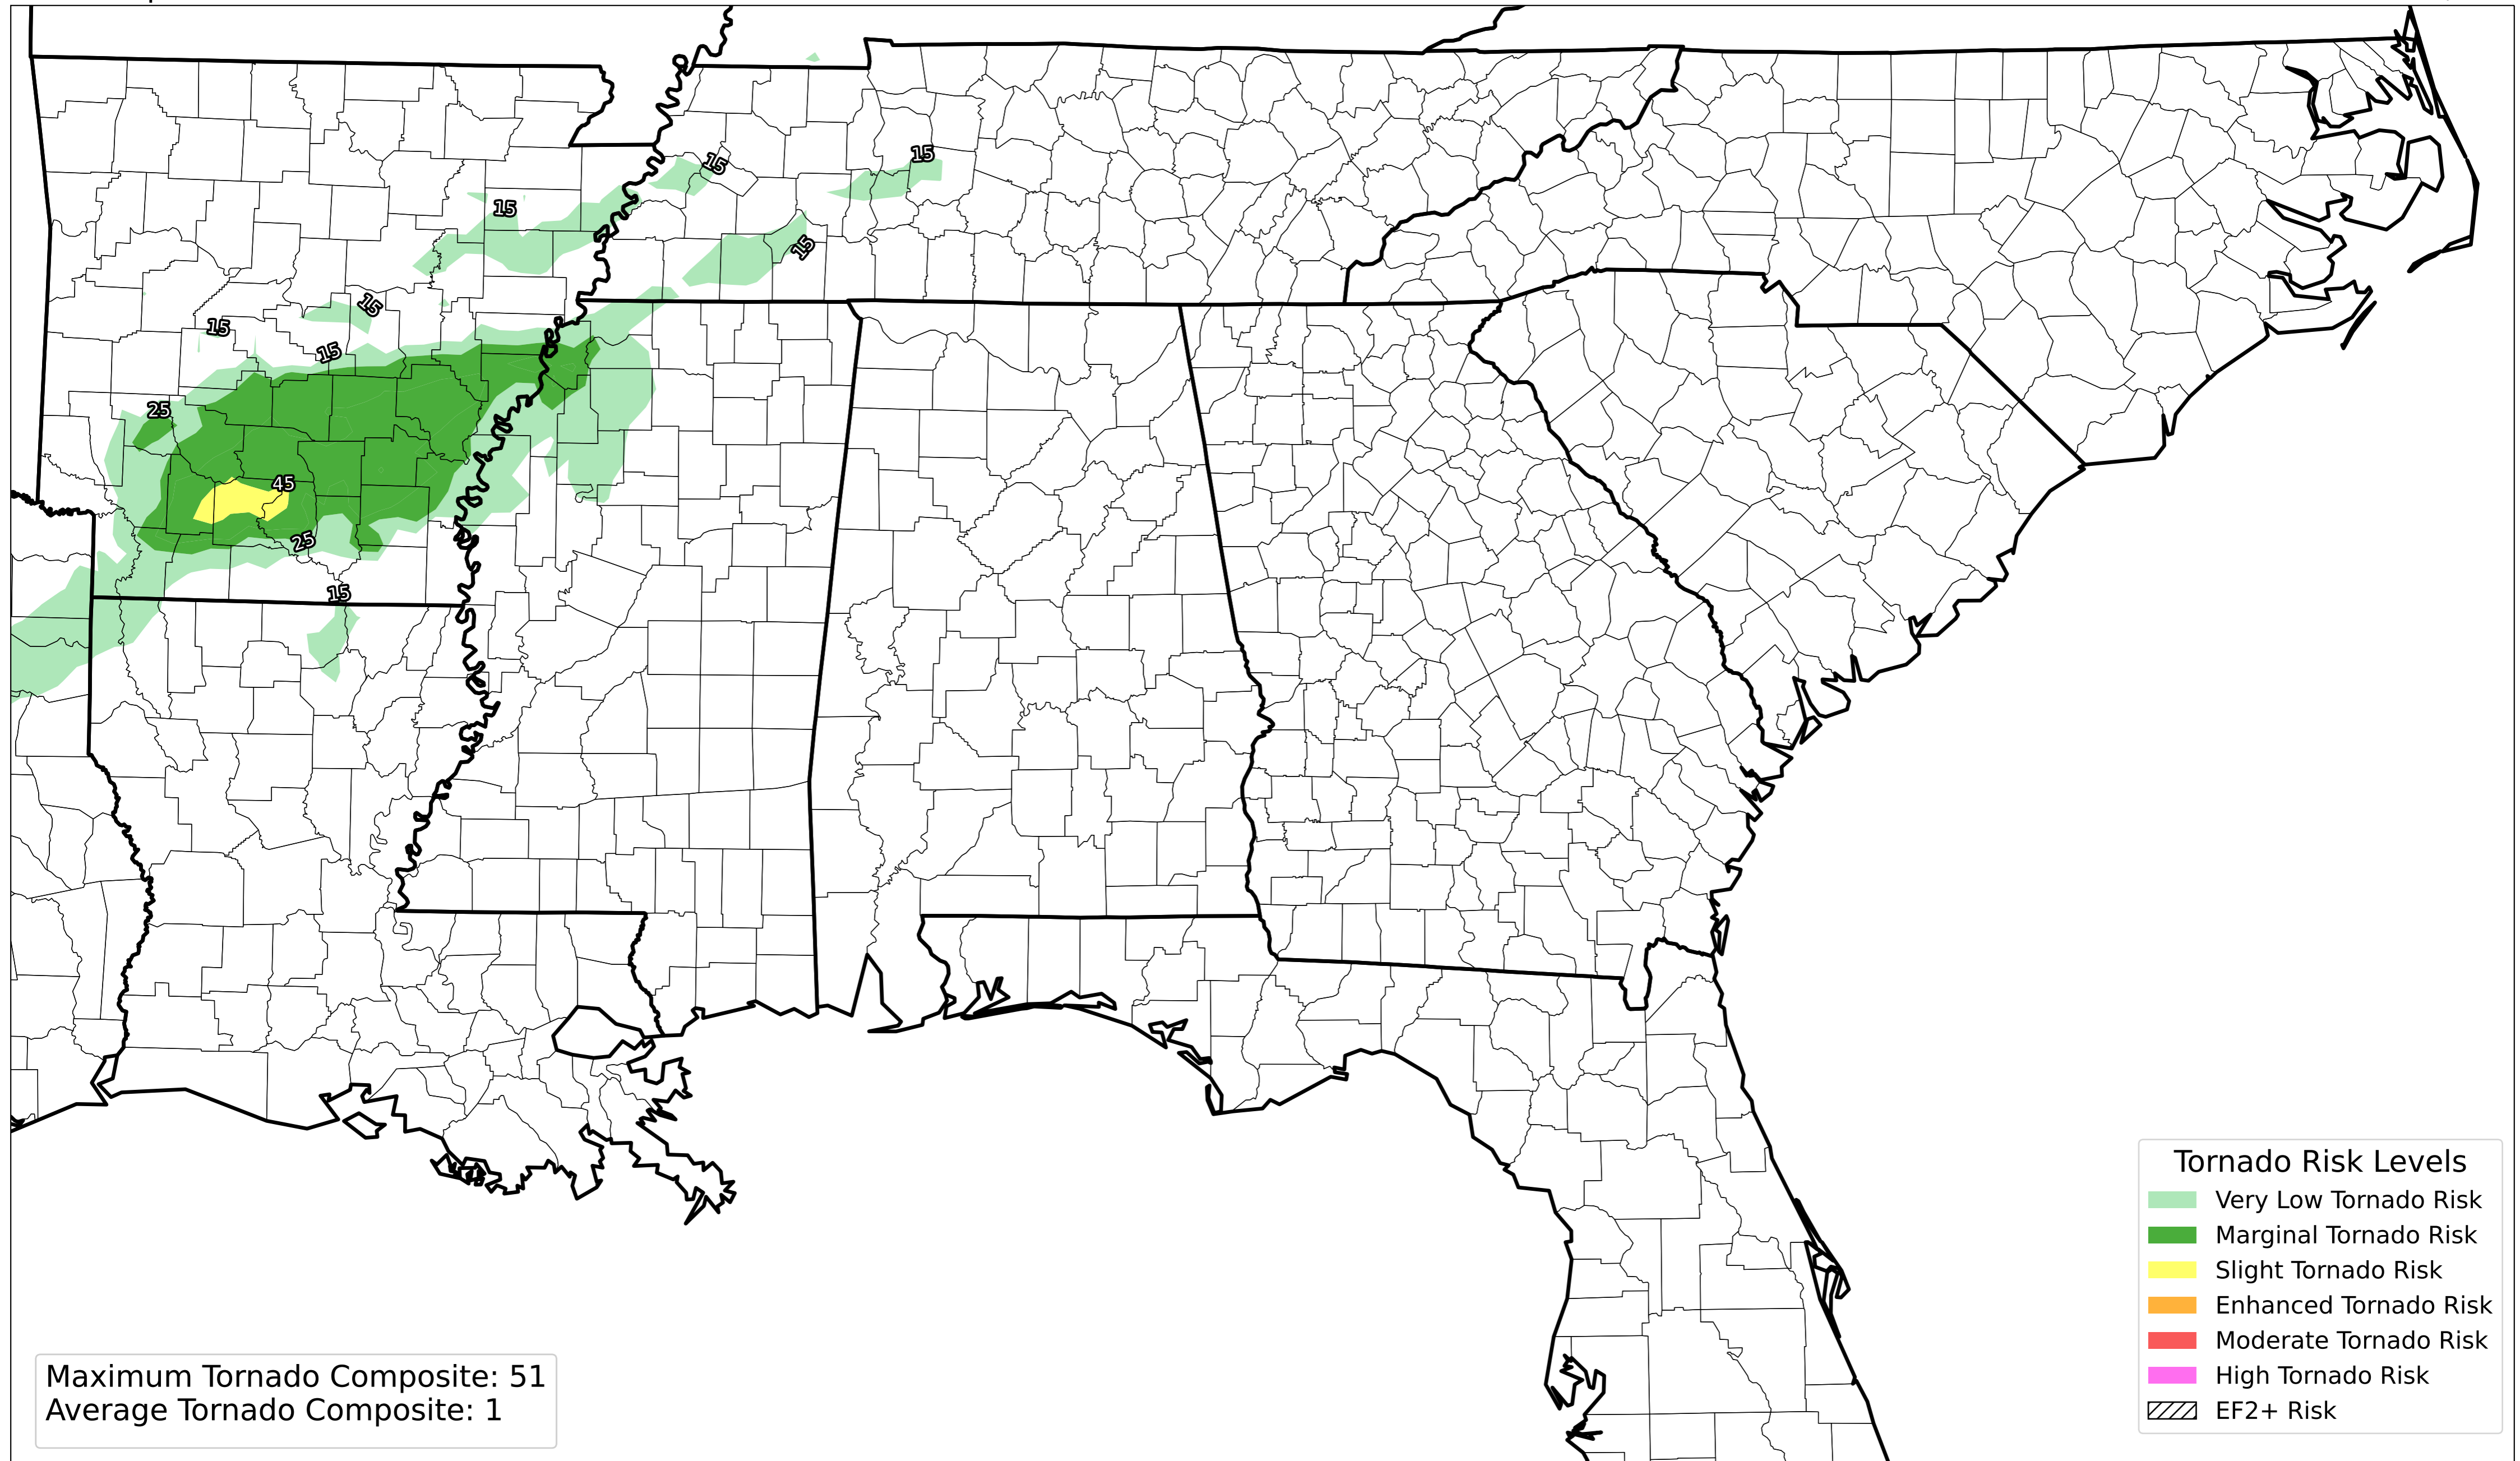 15
15
15
15
15
15
15
25
45
25
15
Tornado Risk Levels
Very Low Tornado Risk
Marginal Tornado Risk
Slight Tornado Risk
Enhanced Tornado Risk
Moderate Tornado Risk
High Tornado Risk
EF2+ Risk
Maximum Tornado Composite: 51
Average Tornado Composite: 1